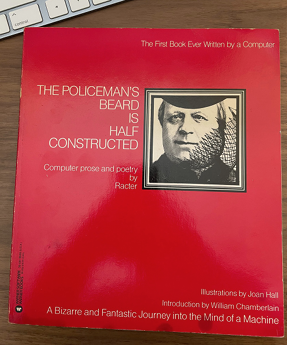 The First Book Ever Written by a Computer
THE POLICEMAN'S
BEARD
IS
HALF
CONSTRUCTED
Computer prose and poetry
by
Racter
Illustrations by Joan Hall
Introduction by William Chamberlain
A Bizarre and Fantastic Journey into the Mind of a Machine